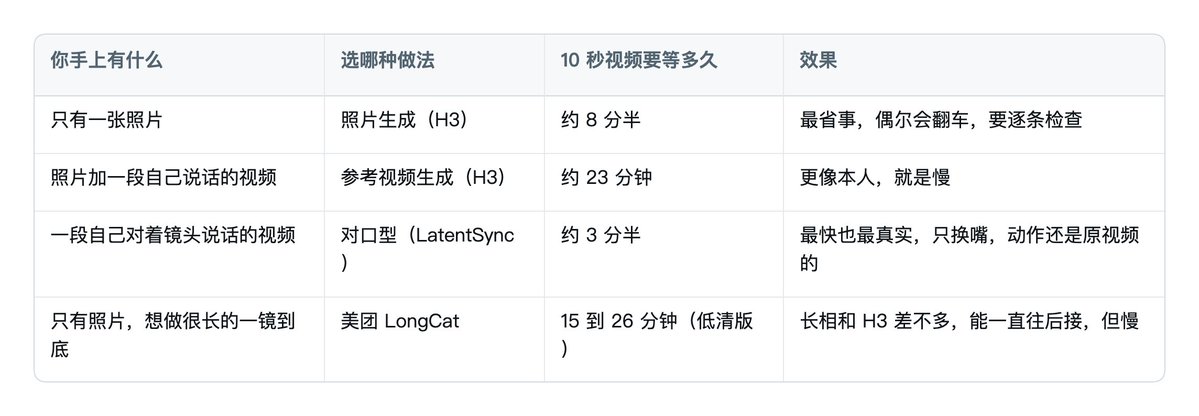 你手上有什么
选哪种做法
10 秒视频要等多久
效果
只有一张照片
照片生成（H3）
约 8 分半
最省事，偶尔会翻车，要逐条检查
照片加一段自己说话的视频
参考视频生成（H3）
约 23 分钟
更像本人，就是慢
一段自己对着镜头说话的视频
对口型（LatentSync
）
约 3 分半
最快也最真实，只换嘴，动作还是原视频
的
只有照片，想做很长的一镜到
底
美团 LongCat
15 到 26 分钟（低清版
）
长相和 H3 差不多，能一直往后接，但慢